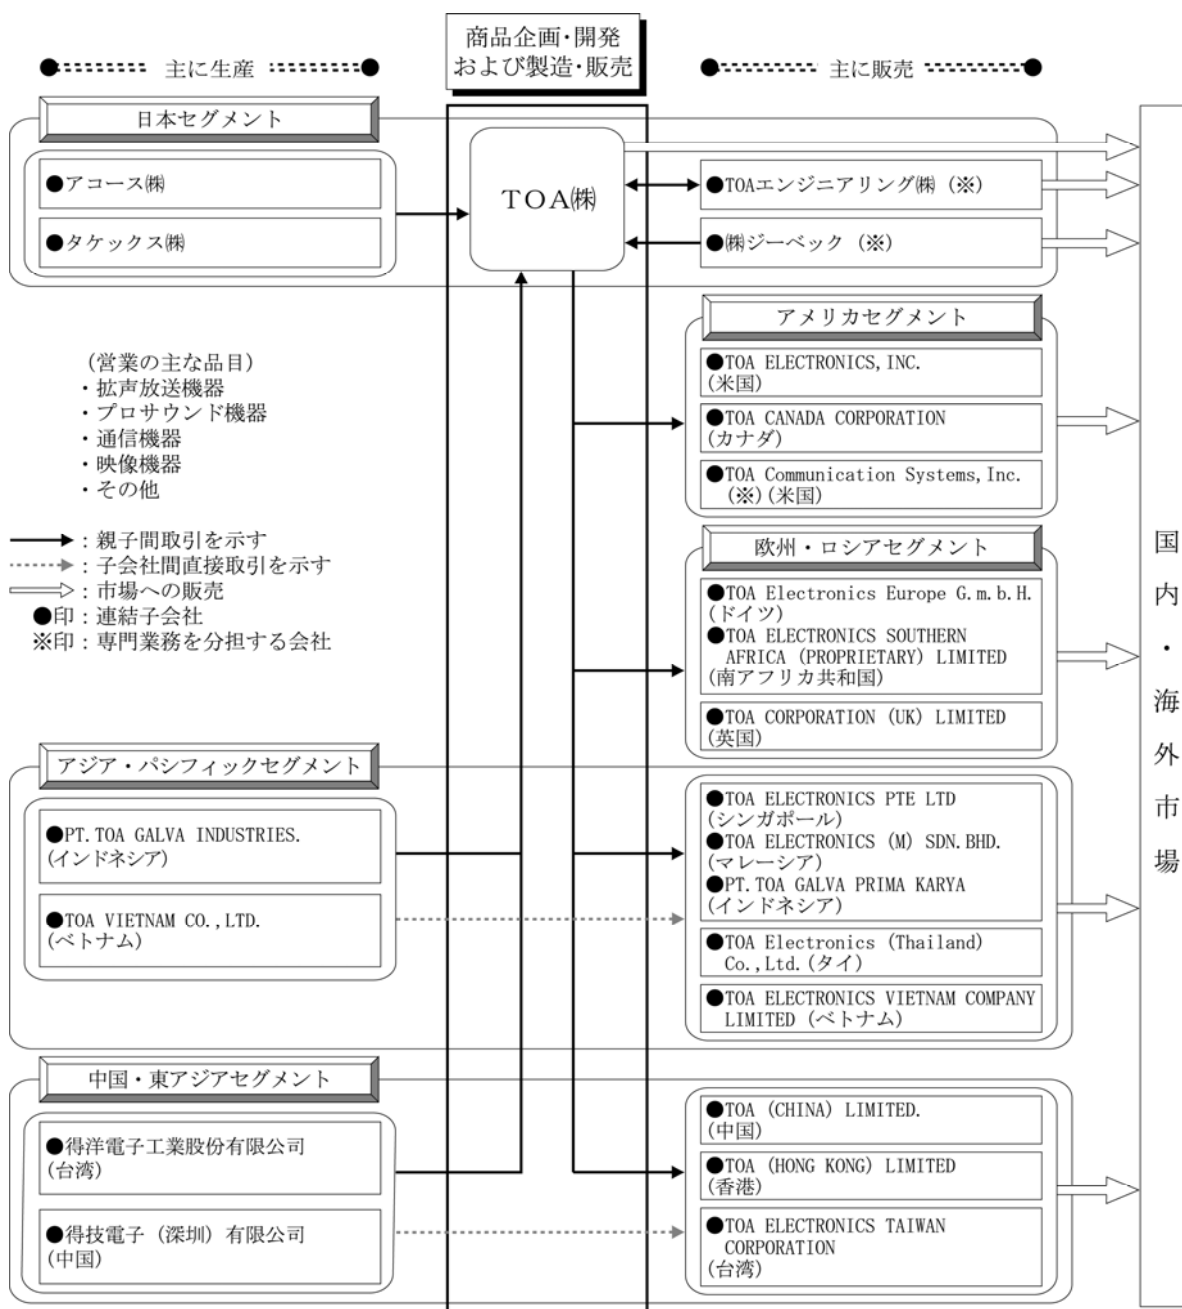 商品企画・開発
および製造・販売
主に生産
主に販売
日本セグメント
●アコース㈱
●タケックス㈱
TOA㈱
●TOAエンジニアリング㈱（※）
●㈱ジーベック（※）
アメリカセグメント
●TOA ELECTRONICS,INC.
(米国)
●TOA CANADA CORPORATION
(カナダ)
●TOA Communication Systems,Inc.
(※)(米国)
（営業の主な品目）
・拡声放送機器
・プロサウンド機器
・通信機器
・映像機器
・その他
：親子間取引を示す
：子会社間直接取引を示す
：市場への販売
●印：連結子会社
※印：専門業務を分担する会社
欧州・ロシアセグメント
●TOA Electronics Europe G.m.b.H.
(ドイツ)
●TOA ELECTRONICS SOUTHERN
AFRICA (PROPRIETARY) LIMITED
(南アフリカ共和国)
●TOA CORPORATION (UK) LIMITED
(英国)
アジア・パシフィックセグメント
●PT.TOA GALVA INDUSTRIES.
(インドネシア)
●TOA VIETNAM CO.,LTD.
(ベトナム)
●TOA ELECTRONICS PTE LTD
(シンガポール)
●TOA ELECTRONICS (M) SDN.BHD.
(マレーシア)
●PT.TOA GALVA PRIMA KARYA
(インドネシア)
●TOA Electronics (Thailand)
Co.,Ltd.(タイ)
●TOA ELECTRONICS VIETNAM COMPANY
LIMITED (ベトナム)
中国・東アジアセグメント
●得洋電子工業股份有限公司
(台湾)
●得技電子（深圳）有限公司
(中国)
●TOA (CHINA) LIMITED.
(中国)
●TOA (HONG KONG) LIMITED
(香港)
●TOA ELECTRONICS TAIWAN
CORPORATION
(台湾)
国内・海外市場